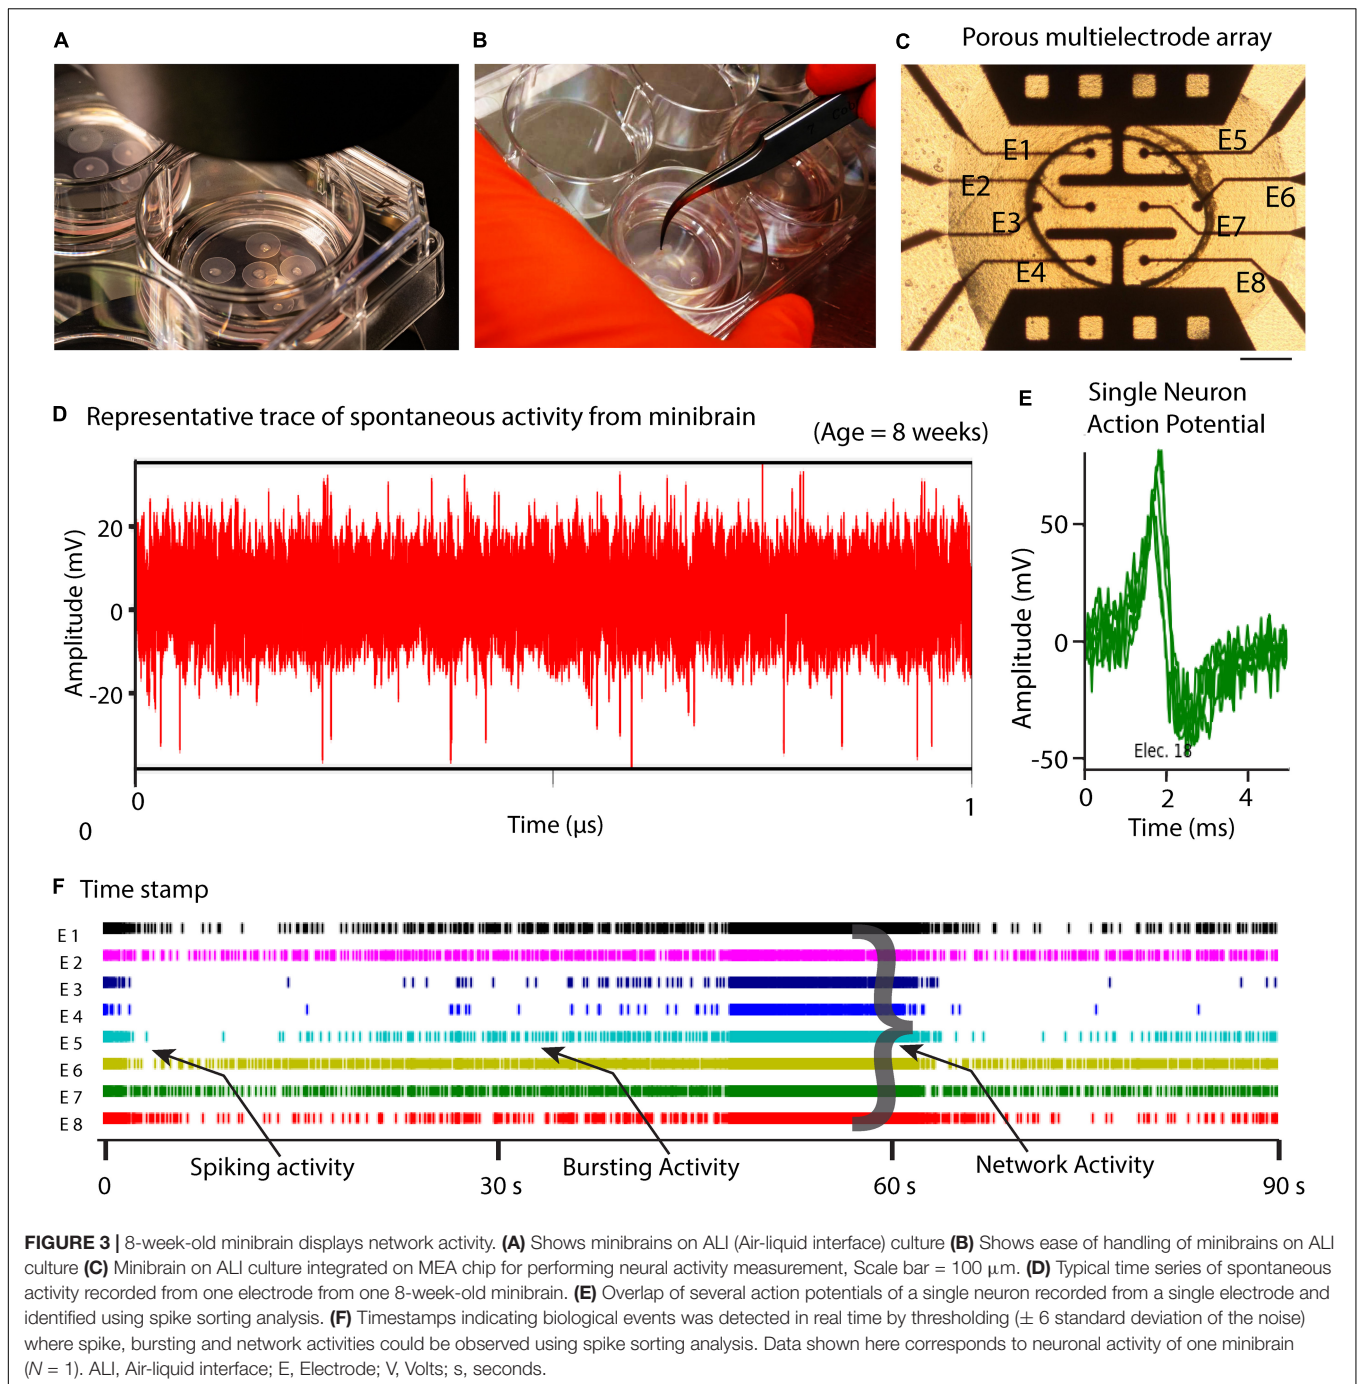 A
B
C
Porous multielectrode array
E1
E2
E3
E4
E5
E6
E7
E8
D Representative trace of spontaneous activity from minibrain
(Age = 8 weeks)
Amplitude (mV)
20
0
-20
0
1
0
Time (µs)
E
Single Neuron
Action Potential
Amplitude (mV)
50
0
-50
Elec. 18
0 2 4
Time (ms)
F Time stamp
E 1
E 2
E 3
E 4
E 5
E 6
E 7
E 8
Spiking activity
Bursting Activity
Network Activity
0 30 s 60 s 90 s
FIGURE 3 | 8-week-old minibrain displays network activity. (A) Shows minibrains on ALI (Air-liquid interface) culture (B) Shows ease of handling of minibrains on ALI
culture (C) Minibrain on ALI culture integrated on MEA chip for performing neural activity measurement, Scale bar = 100 µm. (D) Typical time series of spontaneous
activity recorded from one electrode from one 8-week-old minibrain. (E) Overlap of several action potentials of a single neuron recorded from a single electrode and
identified using spike sorting analysis. (F) Timestamps indicating biological events was detected in real time by thresholding (± 6 standard deviation of the noise)
where spike, bursting and network activities could be observed using spike sorting analysis. Data shown here corresponds to neuronal activity of one minibrain
(N = 1). ALI, Air-liquid interface; E, Electrode; V, Volts; s, seconds.